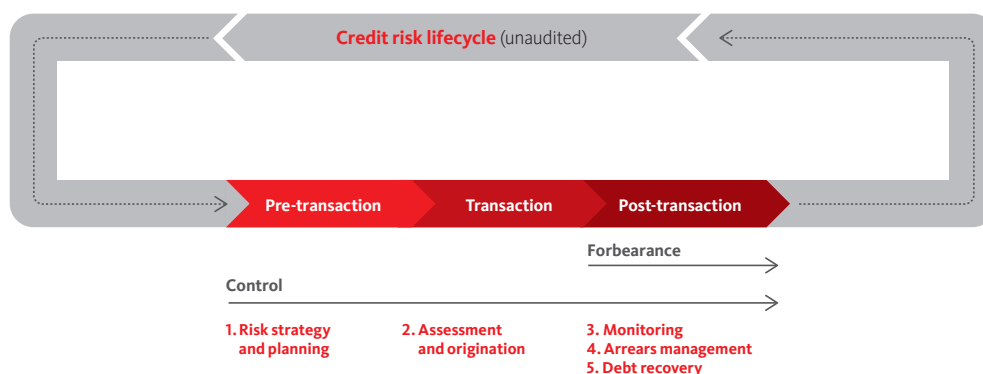 Credit risk lifecycle (unaudited)
Pre-transaction
Transaction
Post-transaction
Forbearance
Control
1. Risk strategy
and planning
2. Assessment
and origination
3. Monitoring
4. Arrears management
5. Debt recovery